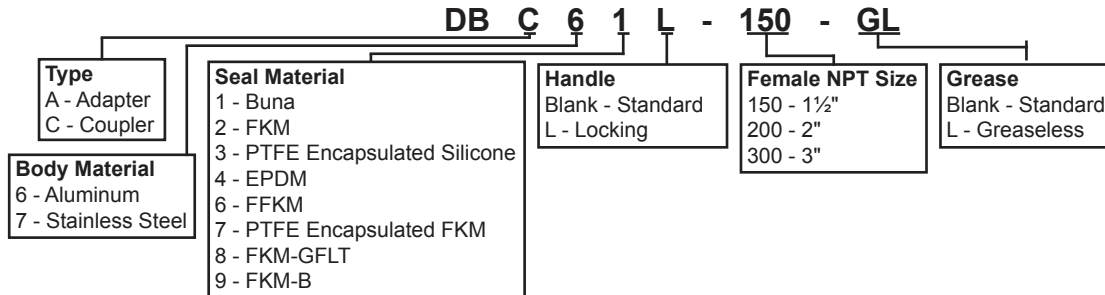 DB C 6 1 L - 150 - GL
Type
A - Adapter
C - Coupler
Body Material
6 - Aluminum
7 - Stainless Steel
Seal Material
1 - Buna
2 - FKM
3 - PTFE Encapsulated Silicone
4 - EPDM
6 - FFKM
7 - PTFE Encapsulated FKM
8 - FKM-GFLT
9 - FKM-B
Handle
Blank - Standard
L - Locking
Female NPT Size
150 - 1½"
200 - 2"
300 - 3"
Grease
Blank - Standard
L - Greaseless